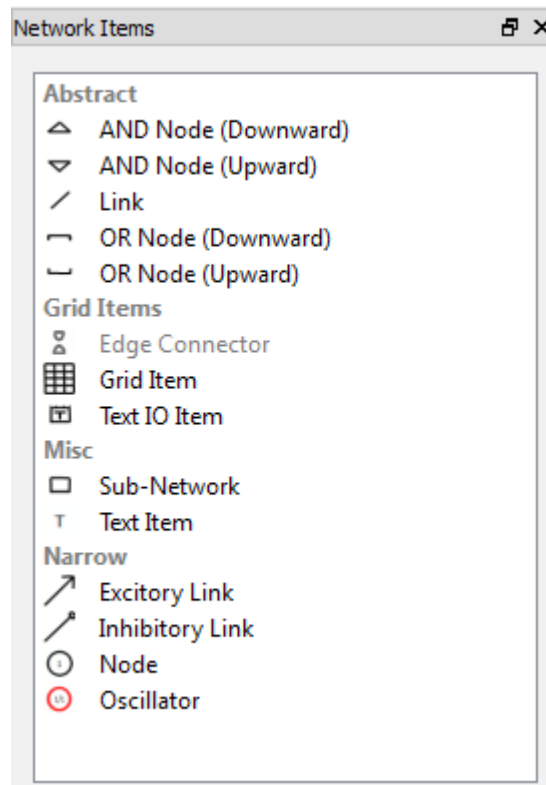 Network Items
Abstract
AND Node (Downward)
AND Node (Upward)
Link
OR Node (Downward)
OR Node (Upward)
Grid Items
Edge Connector
Grid Item
Text IO Item
Misc
Sub-Network
T Text Item
Narrow
Excitory Link
Inhibitory Link
Node
Oscillator